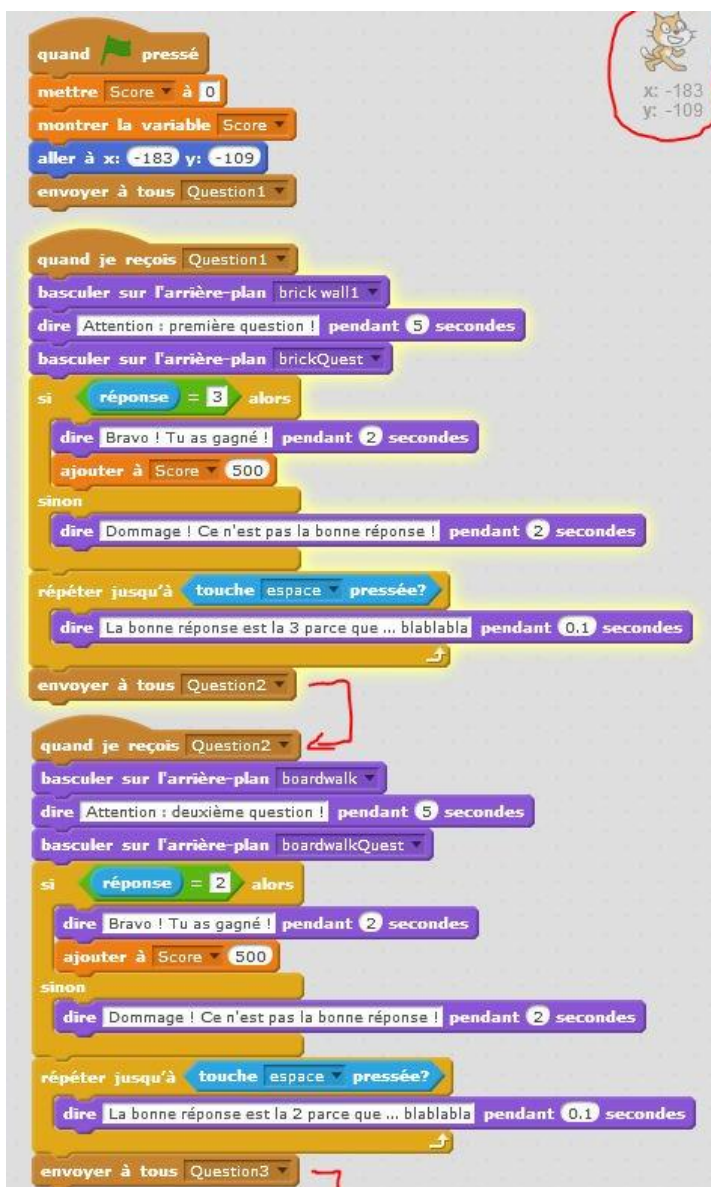 quand pressé
x: -183
y: -109
mettre Score à 0
montrer la variable Score
aller à x: -183 y: -109
envoyer à tous Question1
quand je reçois Question1
basculer sur l'arrière-plan brick wall1
dire Attention : première question ! pendant 5 secondes
basculer sur l'arrière-plan brickQuest
si réponse = 3 alors
dire Bravo ! Tu as gagné ! pendant 2 secondes
ajouter à Score 500
sinon
dire Dommage ! Ce n'est pas la bonne réponse ! pendant 2 secondes
répéter jusqu'à touche espace pressée?
dire La bonne réponse est la 3 parce que ... blablabla pendant 0.1 secondes
envoyer à tous Question2
quand je reçois Question2
basculer sur l'arrière-plan boardwalk
dire Attention : deuxième question ! pendant 5 secondes
basculer sur l'arrière-plan boardwalkQuest
si réponse = 2 alors
dire Bravo ! Tu as gagné ! pendant 2 secondes
ajouter à Score 500
sinon
dire Dommage ! Ce n'est pas la bonne réponse ! pendant 2 secondes
répéter jusqu'à touche espace pressée?
dire La bonne réponse est la 2 parce que ... blablabla pendant 0.1 secondes
envoyer à tous Question3